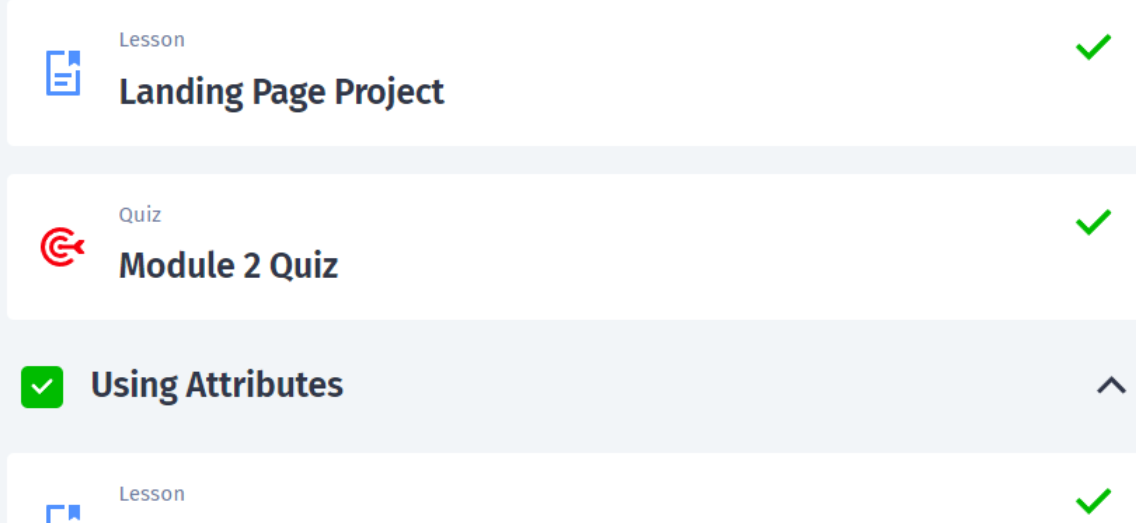 Lesson
Landing Page Project
Quiz
Module 2 Quiz
Using Attributes
Lesson